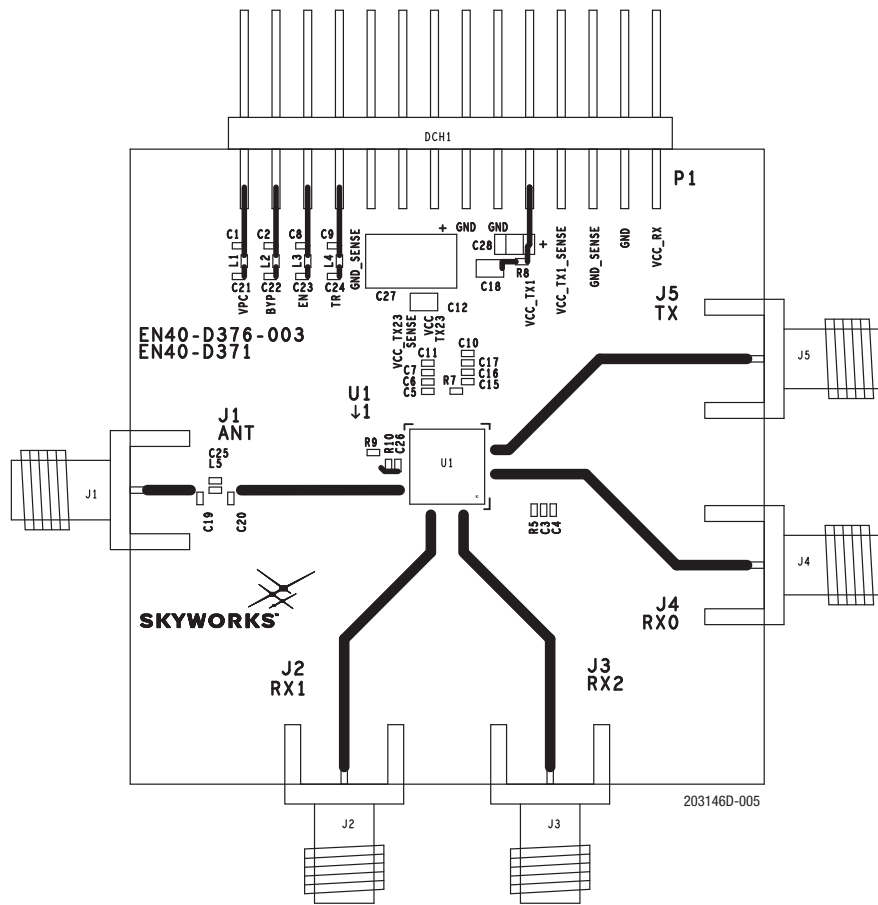 DCH1
P1
C1
C2
C8
C9
L1
L2
L3
L4
C21
C22
C23
C24
VPC
BYP
EN
TR
GND_SENSE
+ GND GND
C28
+
C18
R8
C27
C12
VCC_TX1
VCC_TX1_SENSE
GND_SENSE
GND
VCC_RX
VCC_TX23
SENSE
VCC
TX23
EN40-D376-003
EN40-D371
C10
C11
C17
C7
C16
C6
C15
C5
R7
J5
TX
J5
U1
↓1
J1
ANT
R9
R10
C26
U1
C25
L5
J1
C19
C20
R5
C3
C4
J4
J4
RX0
SKYWORKS™
J2
RX1
J3
RX2
203146D-005
J2
J3